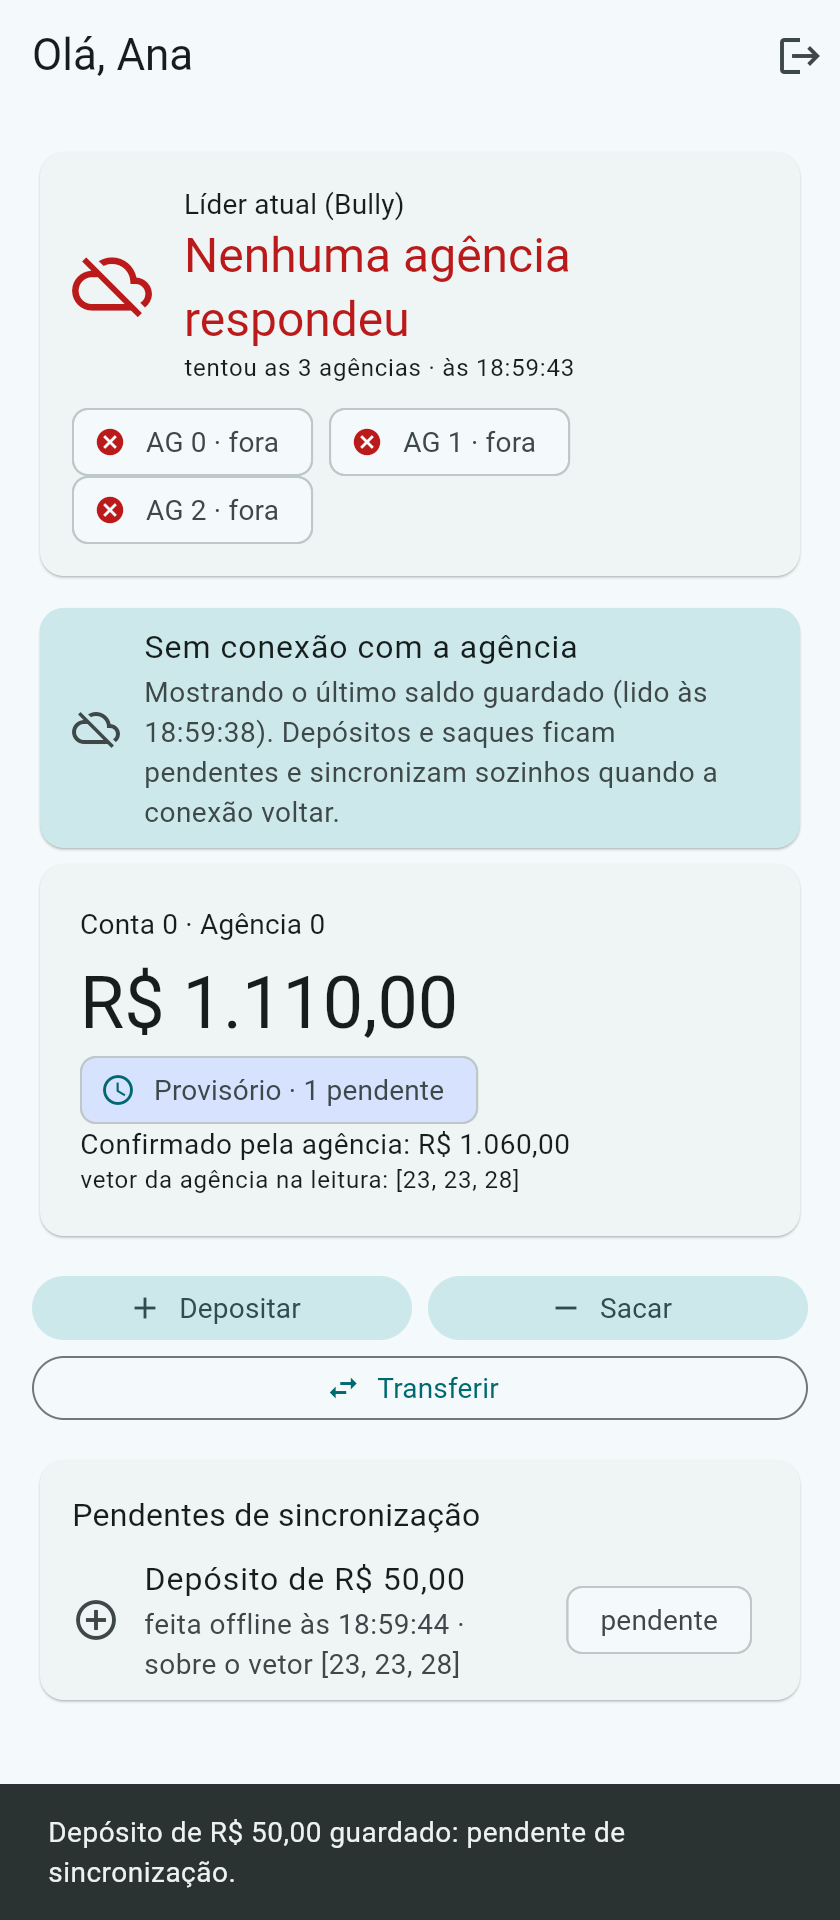 Olá, Ana
Líder atual (Bully)
Nenhuma agência
respondeu
tentou as 3 agências · às 18:59:43
AG 0 · fora
AG 1 · fora
AG 2 · fora
Sem conexão com a agência
Mostrando o último saldo guardado (lido às
18:59:38). Depósitos e saques ficam
pendentes e sincronizam sozinhos quando a
conexão voltar.
Conta 0 · Agência 0
R$ 1.110,00
Provisório · 1 pendente
Confirmado pela agência: R$ 1.060,00
vetor da agência na leitura: [23, 23, 28]
Depositar
Sacar
Transferir
Pendentes de sincronização
Depósito de R$ 50,00
feita offline às 18:59:44 ·
sobre o vetor [23, 23, 28]
pendente
Depósito de R$ 50,00 guardado: pendente de
sincronização.